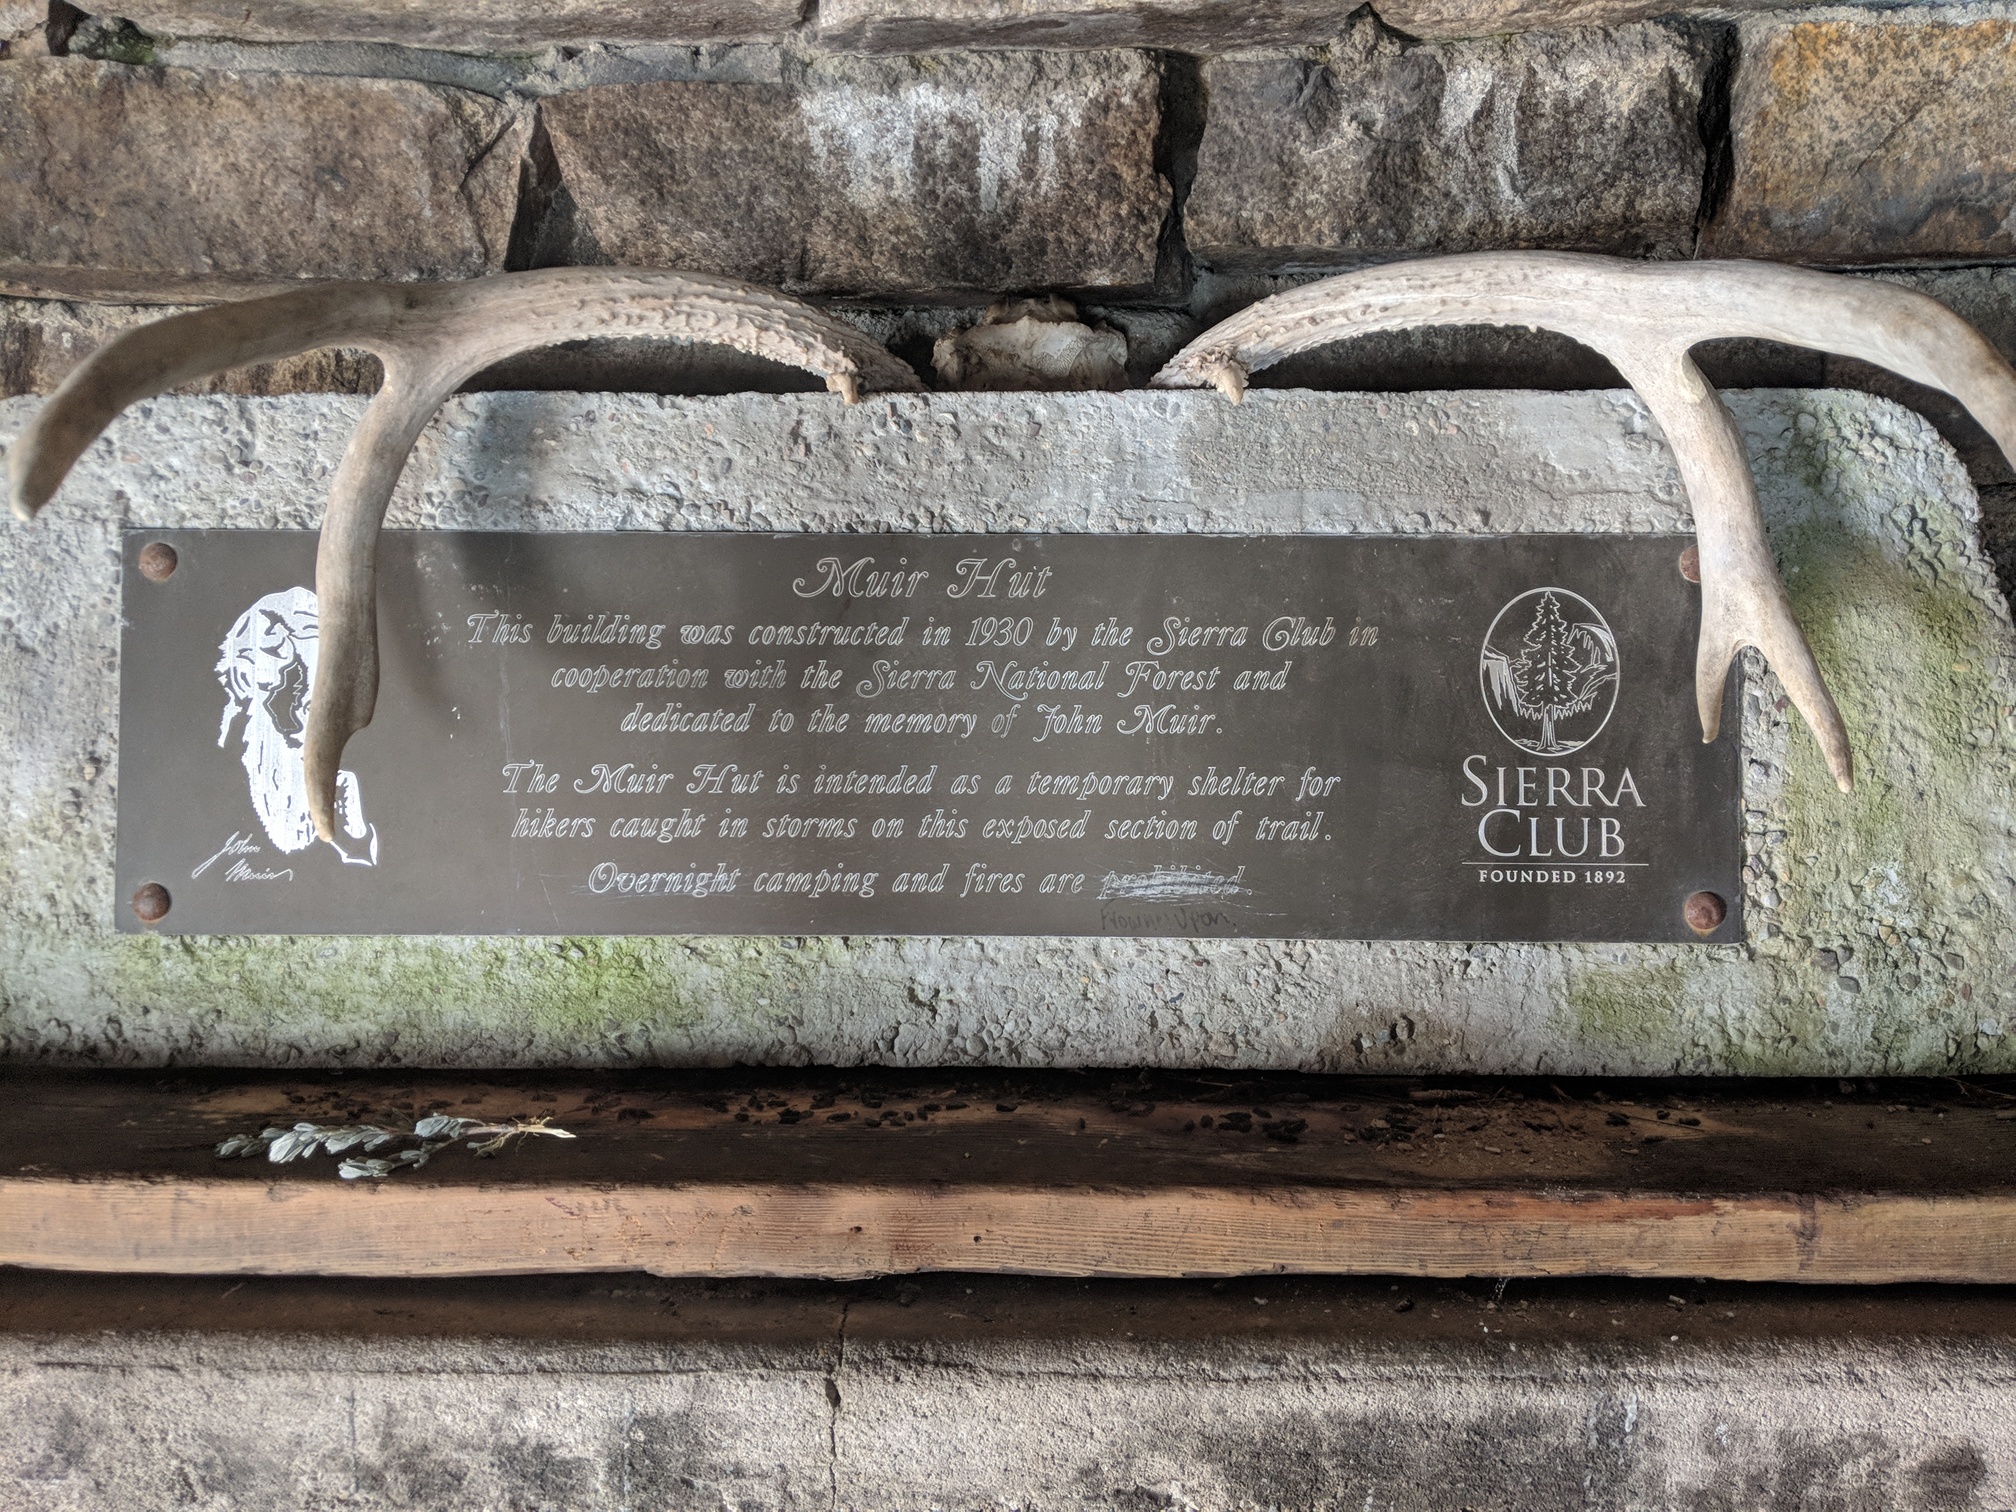 Muir Hut
This building was constructed in 1930 by the Sierra Club in
cooperation with the Sierra National Forest and
dedicated to the memory of John Muir.
The Muir Hut is intended as a temporary shelter for
hikers caught in storms on this exposed section of trail.
Overnight camping and fires are prohibited.
Frowned Upon.
John
Muir
SIERRA
CLUB
FOUNDED 1892